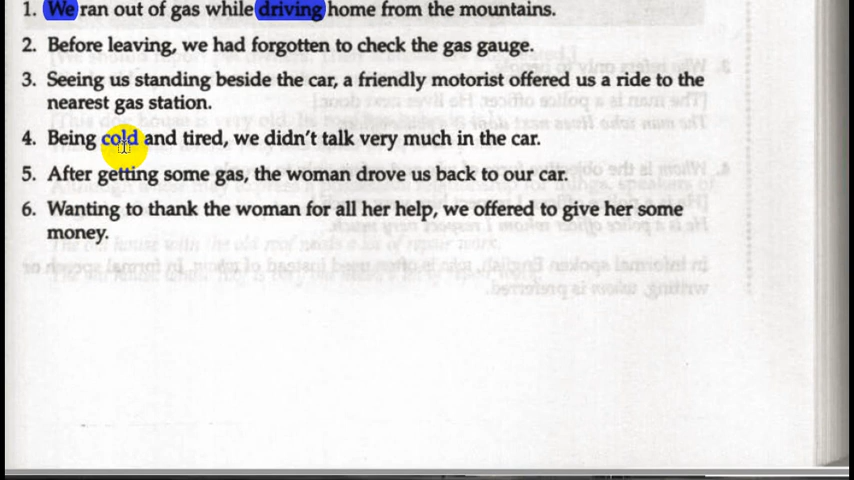 1. We ran out of gas while driving home from the mountains.
2. Before leaving, we had forgotten to check the gas gauge.
3. Seeing us standing beside the car, a friendly motorist offered us a ride to the
nearest gas station.
4. Being cold and tired, we didn't talk very much in the car.
5. After getting some gas, the woman drove us back to our car.
6. Wanting to thank the woman for all her help, we offered to give her some
money.